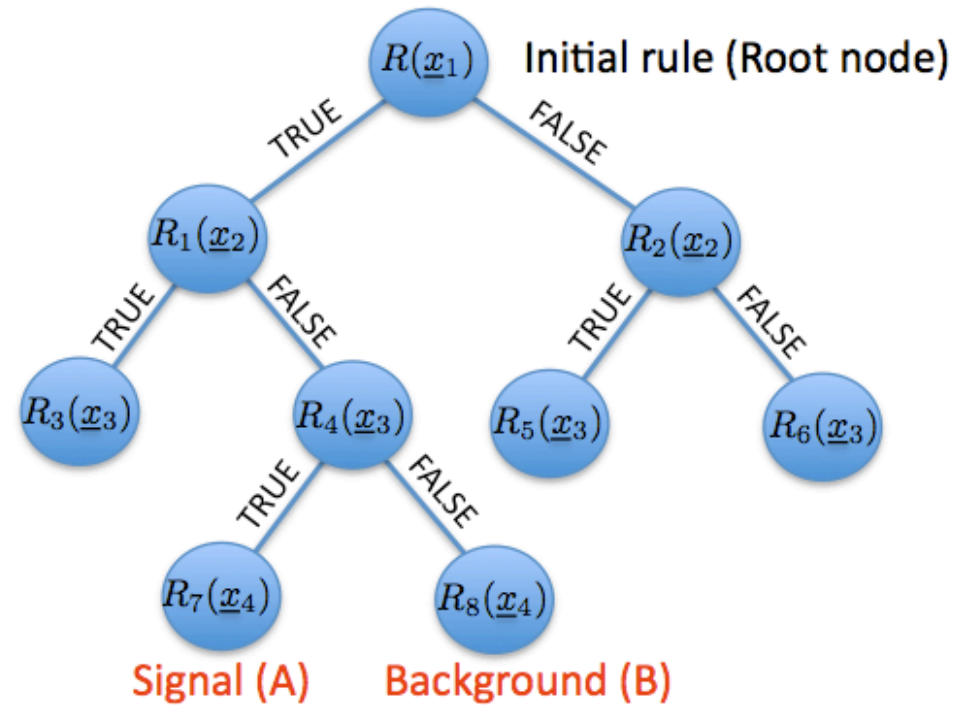 R(x₁) Initial rule (Root node)
TRUE FALSE
R₁(x₂) R₂(x₂)
TRUE FALSE TRUE FALSE
R₃(x₃) R₄(x₃) R₅(x₃) R₆(x₃)
TRUE FALSE
R₇(x₄) R₈(x₄)
Signal (A) Background (B)